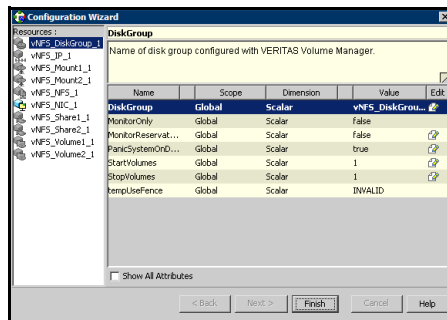 Configuration Wizard
Resources :
vNFS_DiskGroup_1
vNFS_IP_1
vNFS_Mount1_1
vNFS_Mount2_1
vNFS_NFS_1
vNFS_NIC_1
vNFS_Share1_1
vNFS_Share2_1
vNFS_Volume1_1
vNFS_Volume2_1
DiskGroup
Name of disk group configured with VERITAS Volume Manager.
Name Scope Dimension Value Edit
DiskGroup Global Scalar vNFS_DiskGrou...
MonitorOnly Global Scalar false
MonitorReservat... Global Scalar false
PanicSystemOnD... Global Scalar true
StartVolumes Global Scalar 1
StopVolumes Global Scalar 1
tempUseFence Global Scalar INVALID
Show All Attributes
< Back Next > Finish Cancel Help